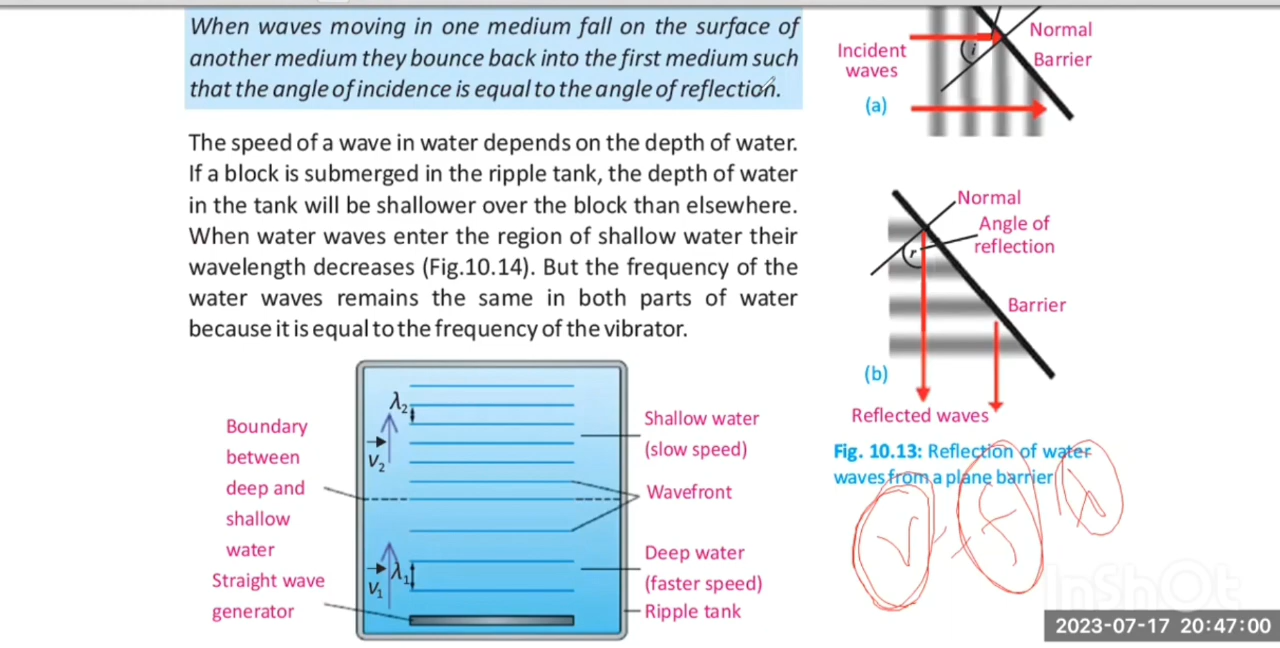 When waves moving in one medium fall on the surface of
another medium they bounce back into the first medium such
that the angle of incidence is equal to the angle of reflection.
The speed of a wave in water depends on the depth of water.
If a block is submerged in the ripple tank, the depth of water
in the tank will be shallower over the block than elsewhere.
When water waves enter the region of shallow water their
wavelength decreases (Fig.10.14). But the frequency of the
water waves remains the same in both parts of water
because it is equal to the frequency of the vibrator.
Boundary
between
deep and
shallow
water
Straight wave
generator
λ2
v2
λ1
v1
Shallow water
(slow speed)
Wavefront
Deep water
(faster speed)
Ripple tank
Normal
Incident
waves
Barrier
i
(a)
Normal
Angle of
reflection
r
Barrier
(b)
Reflected waves
Fig. 10.13: Reflection of water
waves from a plane barrier
v = f λ
InShOt
2023-07-17 20:47:00